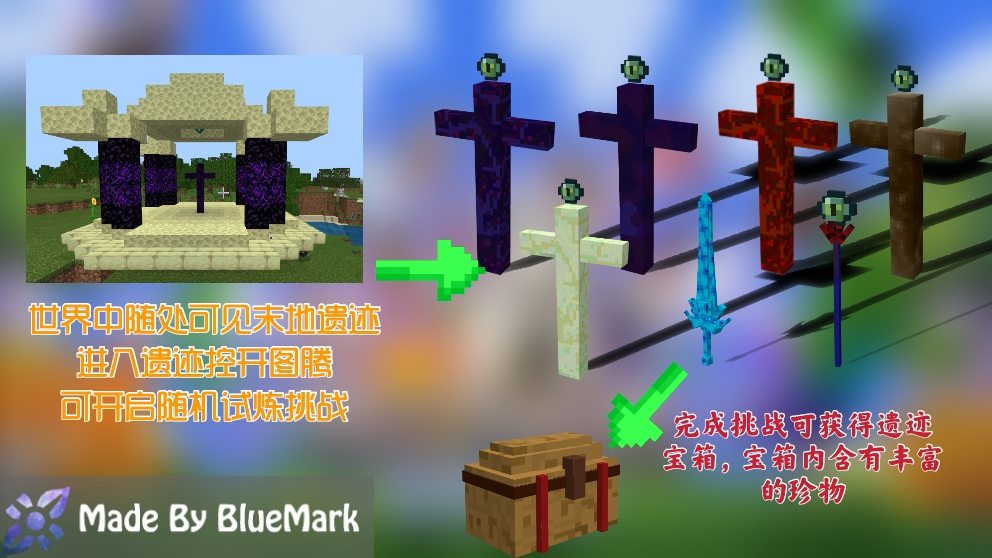 世界中随处可见末地遗迹
进入遗迹挖开图腾
可开启随机试炼挑战
完成挑战可获得遗迹
宝箱，宝箱内含有丰富
的珍物
Made By BlueMark